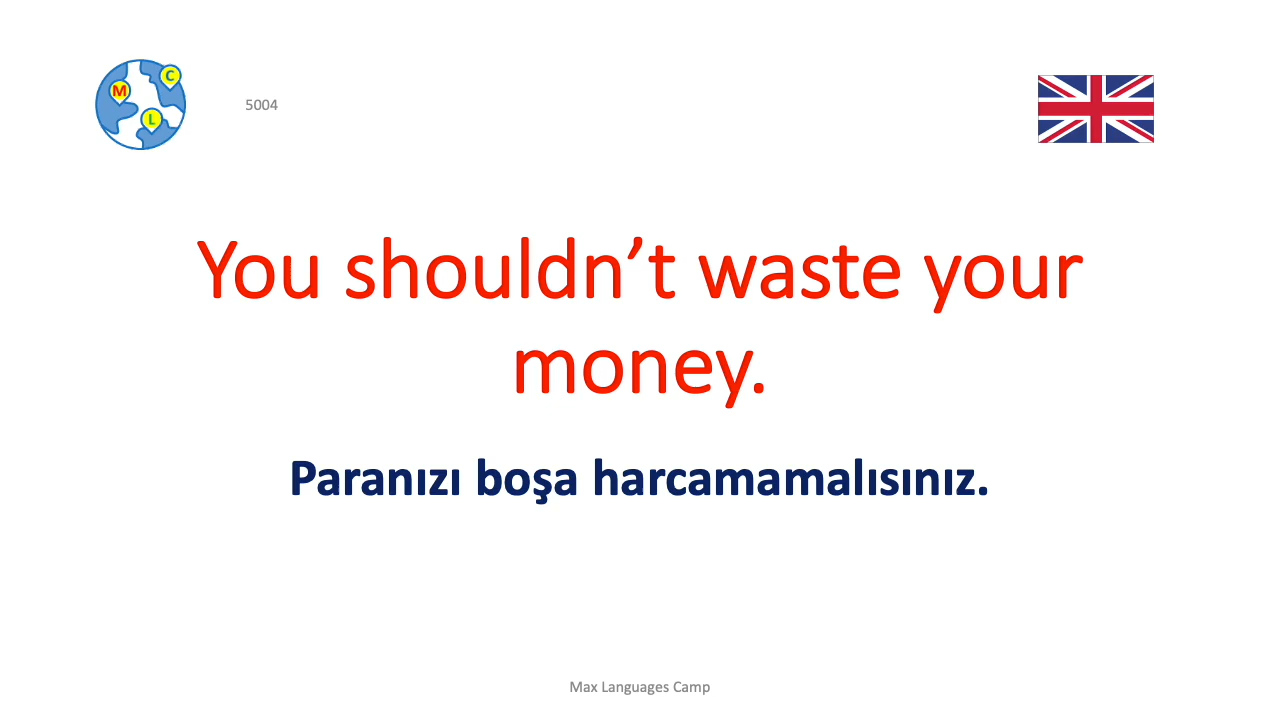 M
C
L
5004
You shouldn’t waste your
money.
Paranızı boşa harcamamalısınız.
Max Languages Camp